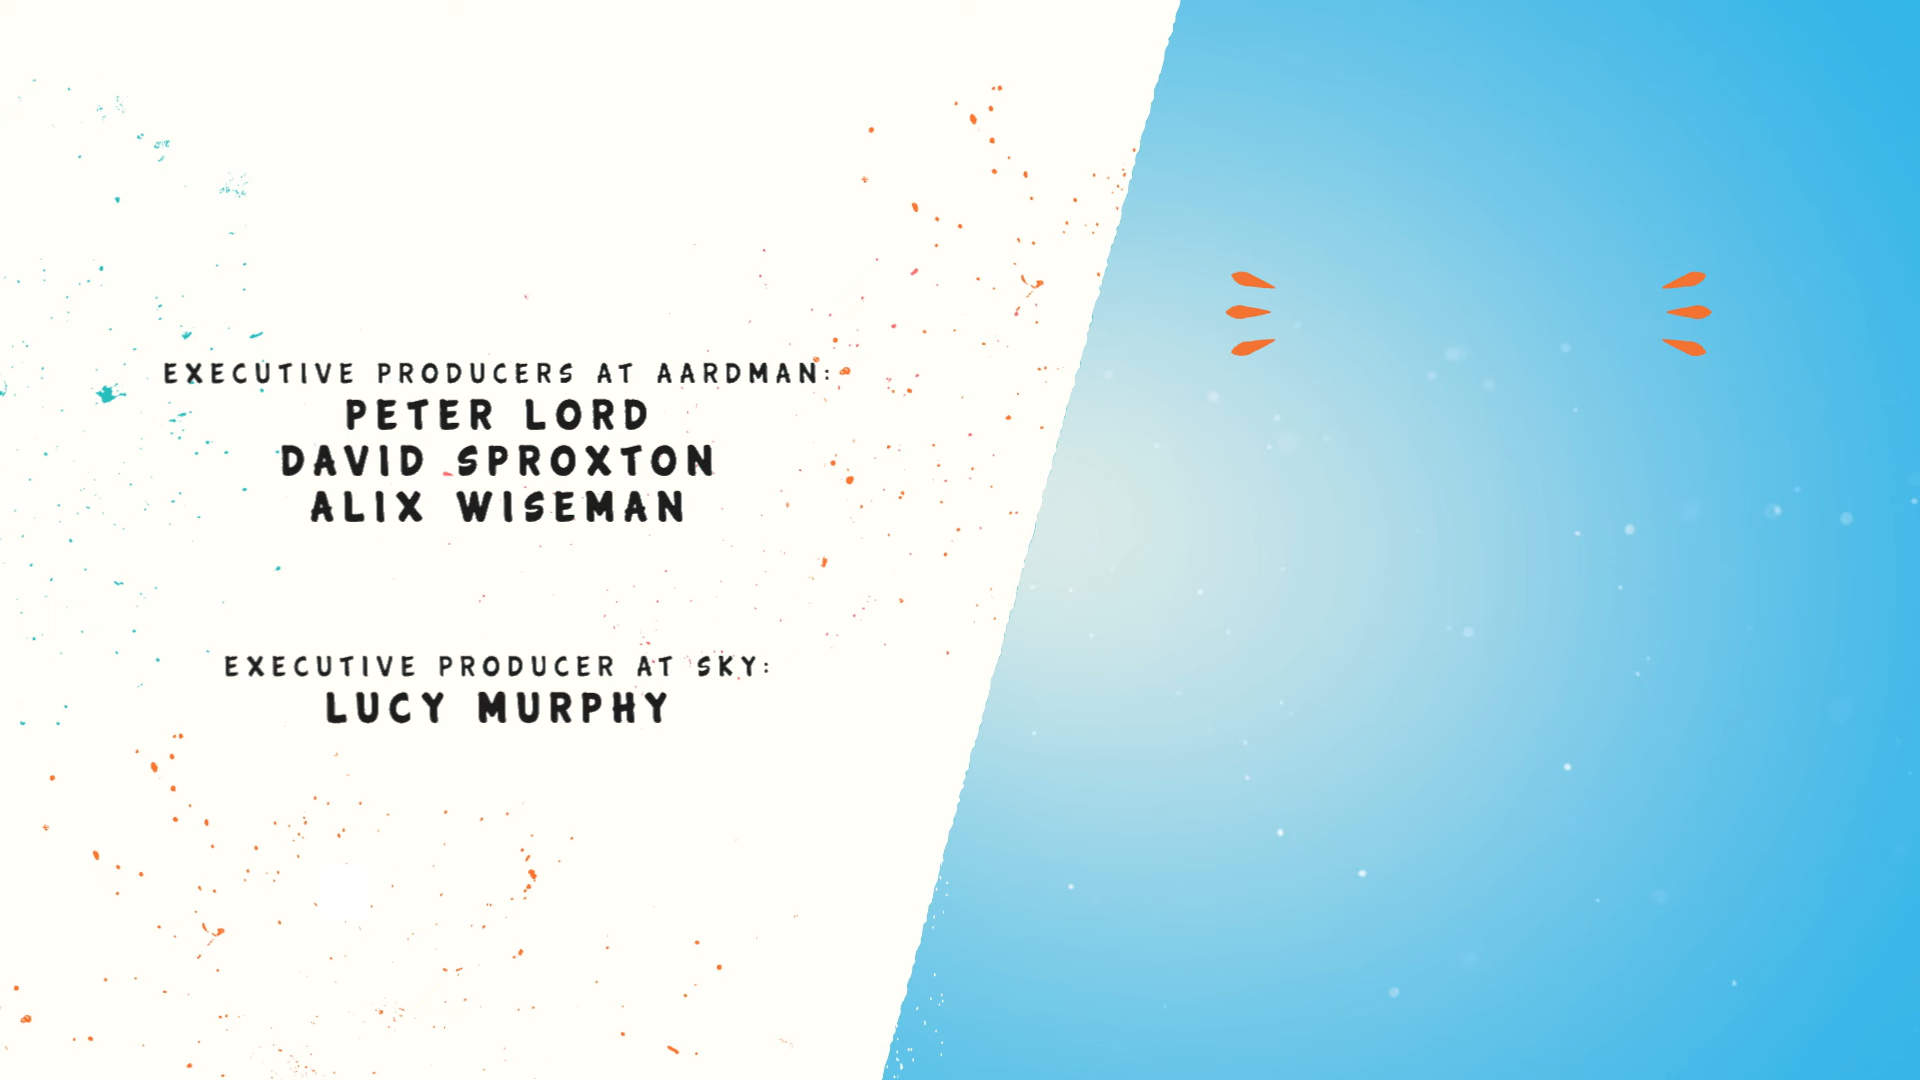 EXECUTIVE PRODUCERS AT AARDMAN:
PETER LORD
DAVID SPROXTON
ALIX WISEMAN
EXECUTIVE PRODUCER AT SKY:
LUCY MURPHY